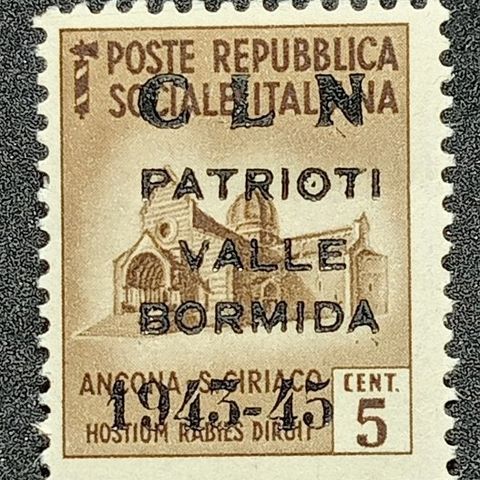 POSTE REPUBBLICA
SOCIALE ITALIANA
C L N
PATRIOTI
VALLE
BORMIDA
ANCONA - S. CIRIACO
1943-45
HOSTIUM RABIES DIRUIT
CENT.
5